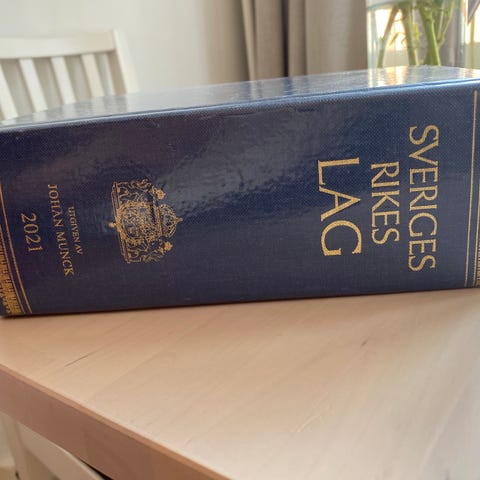 SVERIGES
RIKES
LAG
UTGIVEN AV
JOHAN MUNCK
2021